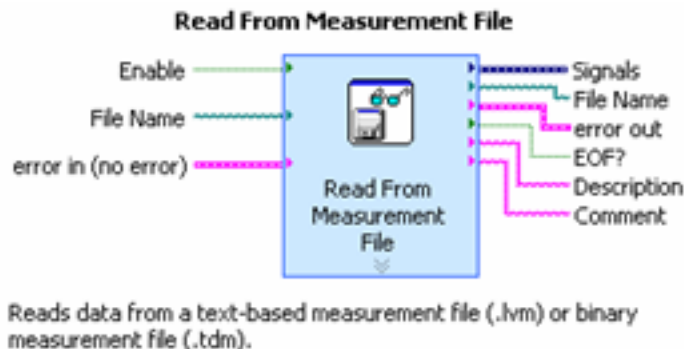 Read From Measurement File
Enable
File Name
error in (no error)
Read From
Measurement
File
Signals
File Name
error out
EOF?
Description
Comment
Reads data from a text-based measurement file (.lvm) or binary
measurement file (.tdm).